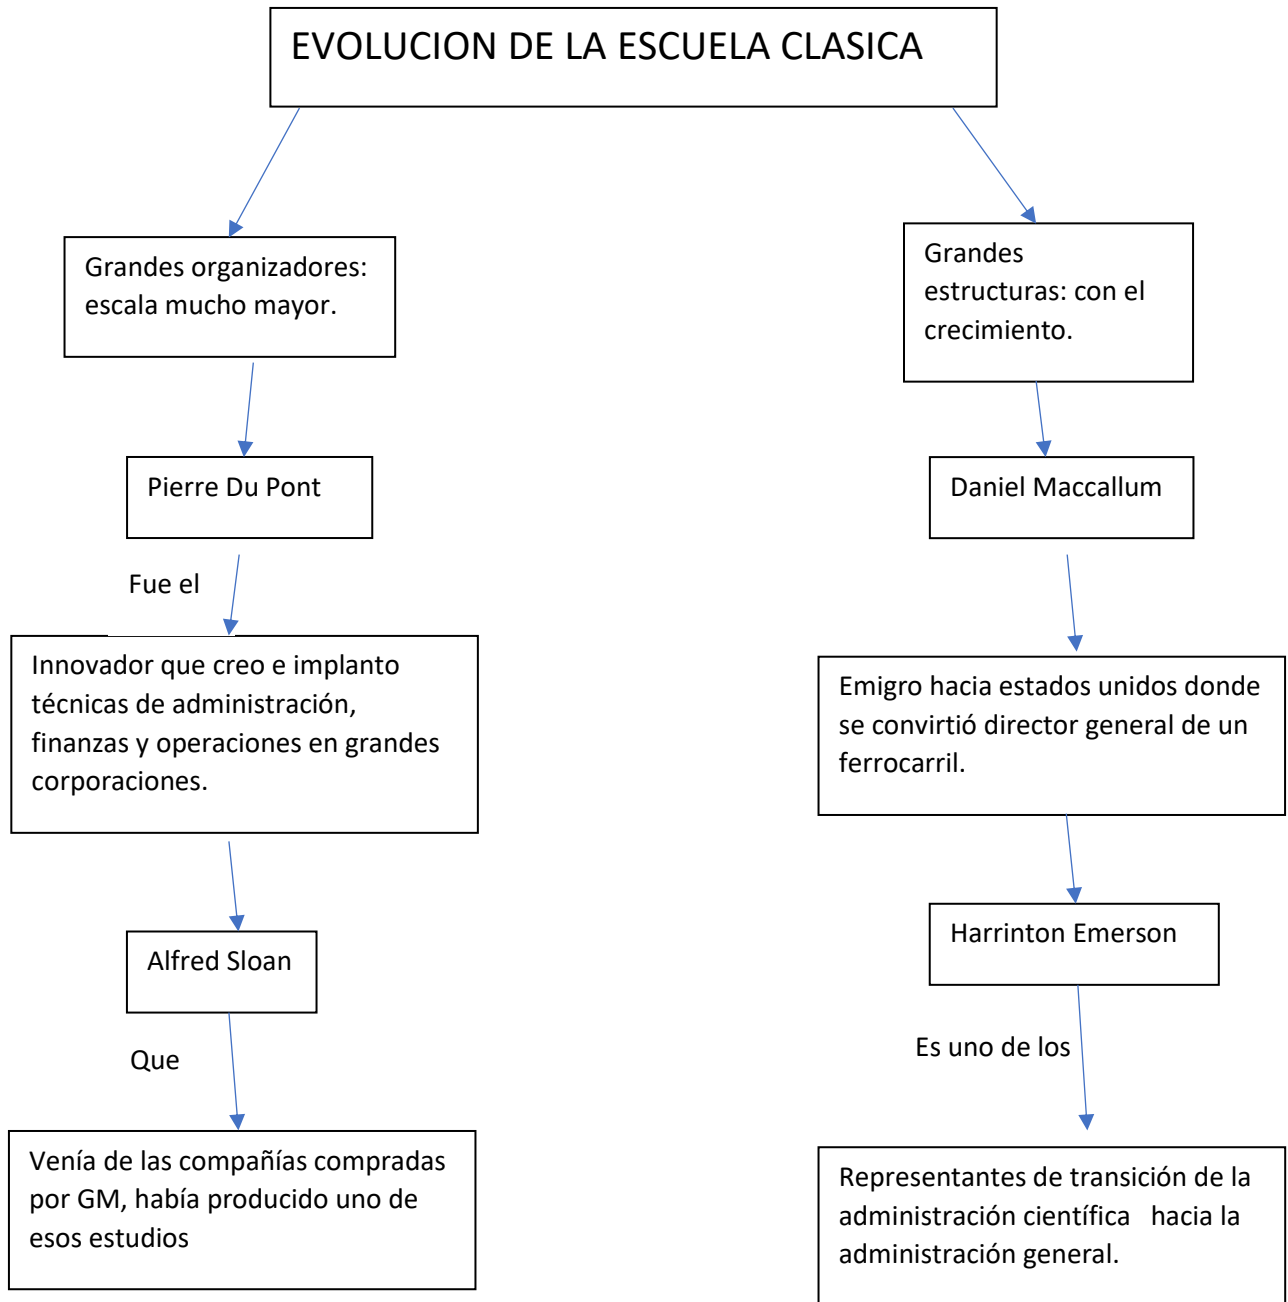 EVOLUCION DE LA ESCUELA CLASICA
Grandes organizadores:
escala mucho mayor.
Pierre Du Pont
Fue el
Innovador que creo e implanto
técnicas de administración,
finanzas y operaciones en grandes
corporaciones.
Alfred Sloan
Que
Venía de las compañías compradas
por GM, había producido uno de
esos estudios
Grandes
estructuras: con el
crecimiento.
Daniel Maccallum
Emigro hacia estados unidos donde
se convirtió director general de un
ferrocarril.
Harrinton Emerson
Es uno de los
Representantes de transición de la
administración científica   hacia la
administración general.